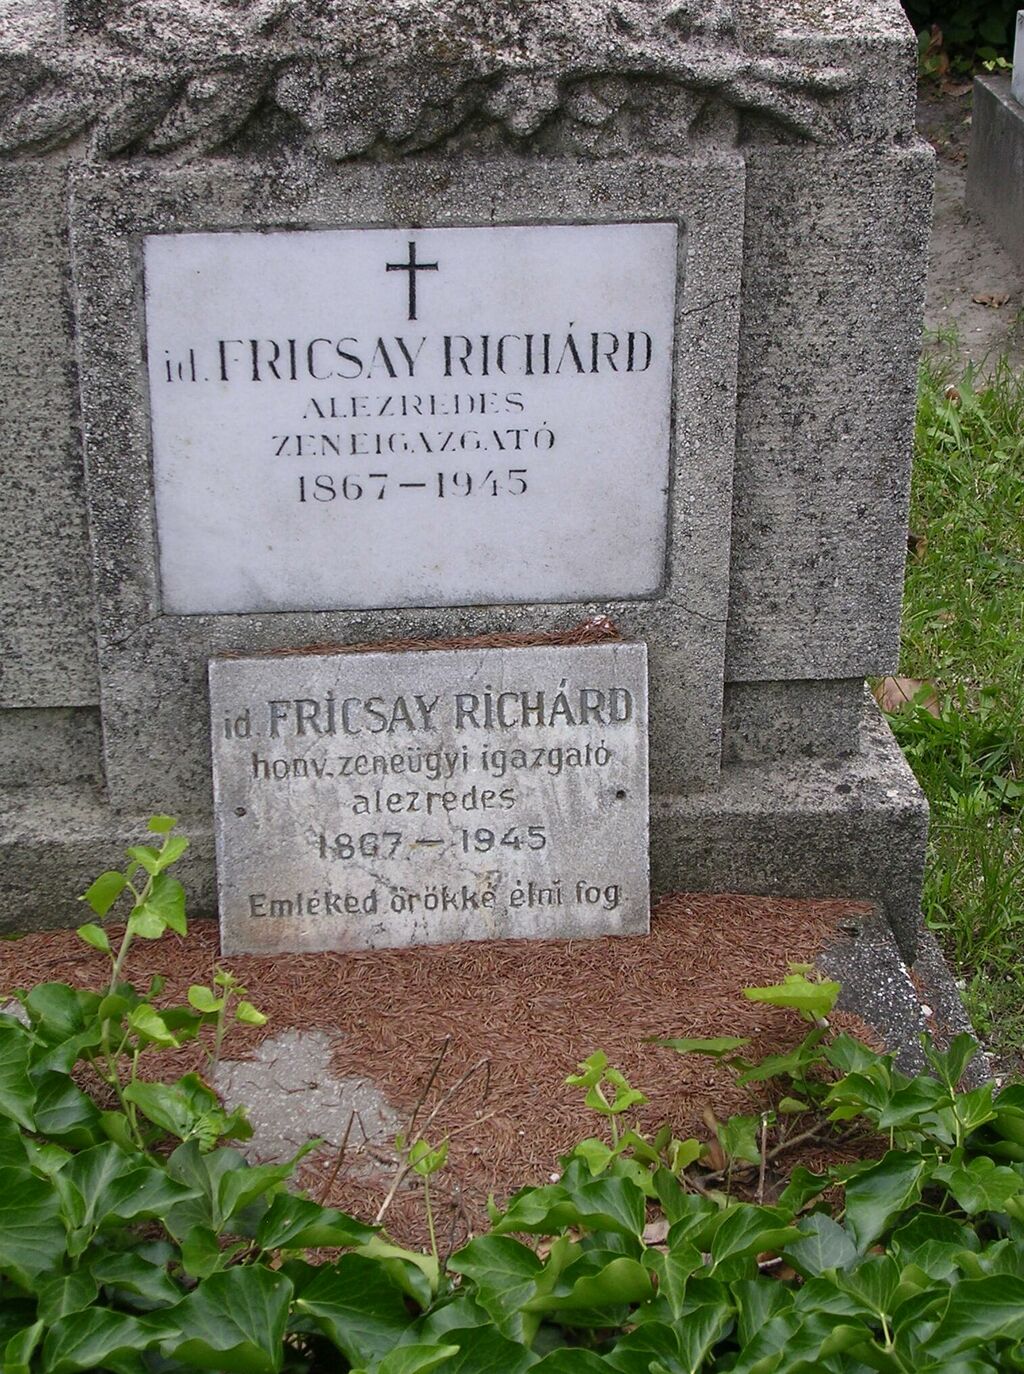 id. FRICSAY RICHÁRD
ALEZREDES
ZENEIGAZGATÓ
1867-1945
id. FRICSAY RICHÁRD
honv. zeneügyi igazgató
alezredes
1867-1945
Emléked örökké élni fog